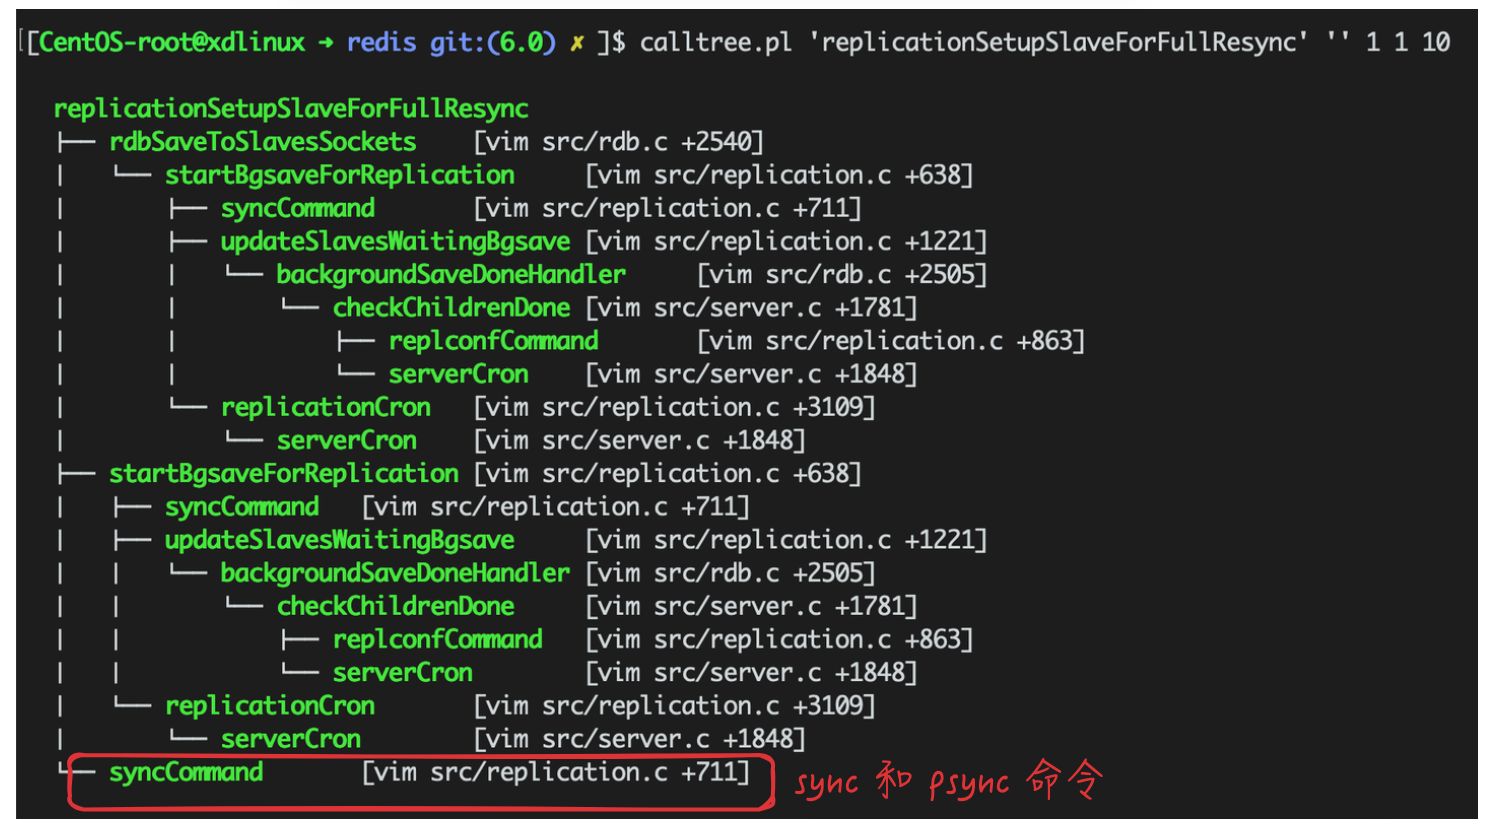 [[CentOS-root@xdlinux ➜ redis git:(6.0) ✗ ]$ calltree.pl 'replicationSetupSlaveForFullResync' '' 1 1 10
replicationSetupSlaveForFullResync
├── rdbSaveToSlavesSockets [vim src/rdb.c +2540]
│ └── startBgsaveForReplication [vim src/replication.c +638]
│ ├── syncCommand [vim src/replication.c +711]
│ ├── updateSlavesWaitingBgsave [vim src/replication.c +1221]
│ │ └── backgroundSaveDoneHandler [vim src/rdb.c +2505]
│ │ └── checkChildrenDone [vim src/server.c +1781]
│ │ ├── replconfCommand [vim src/replication.c +863]
│ │ └── serverCron [vim src/server.c +1848]
│ └── replicationCron [vim src/replication.c +3109]
│ └── serverCron [vim src/server.c +1848]
├── startBgsaveForReplication [vim src/replication.c +638]
│ ├── syncCommand [vim src/replication.c +711]
│ ├── updateSlavesWaitingBgsave [vim src/replication.c +1221]
│ │ └── backgroundSaveDoneHandler [vim src/rdb.c +2505]
│ │ └── checkChildrenDone [vim src/server.c +1781]
│ │ ├── replconfCommand [vim src/replication.c +863]
│ │ └── serverCron [vim src/server.c +1848]
│ └── replicationCron [vim src/replication.c +3109]
│ └── serverCron [vim src/server.c +1848]
└── syncCommand [vim src/replication.c +711] sync 和 psync 命令